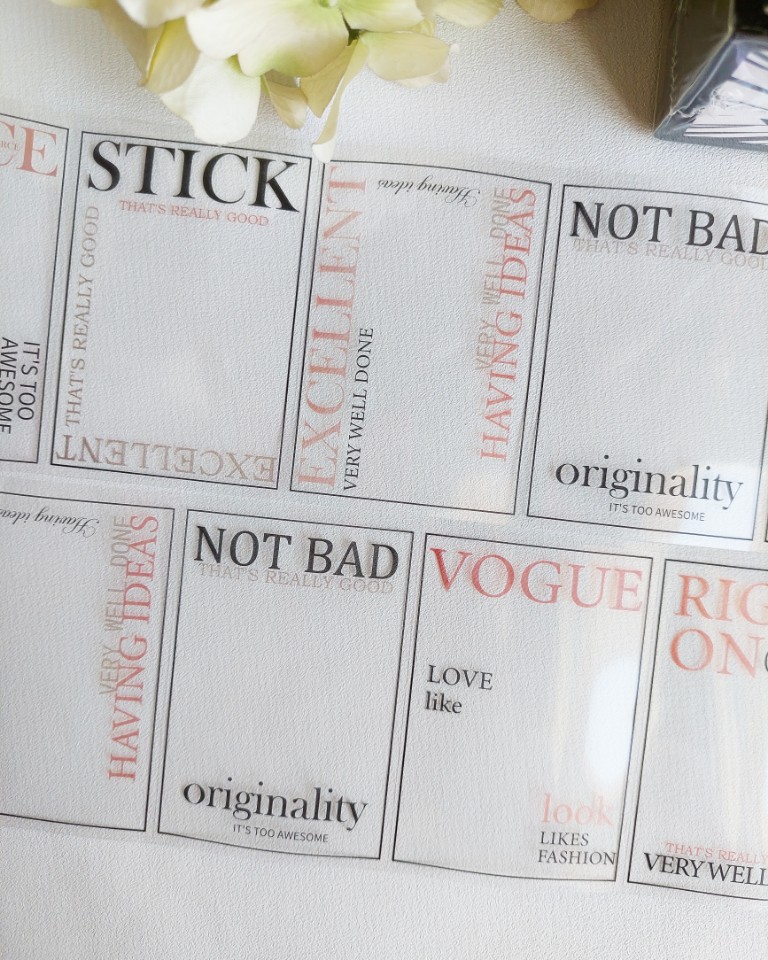 CE
IT'S TOO
AWESOME
STICK
THAT'S REALLY GOOD
THAT'S REALLY GOOD
EXCELLENT
EXCELLENT
VERY WELL DONE
Having ideas
VERY WELL DONE
HAVING IDEAS
NOT BAD
THAT'S REALLY GOOD
originality
IT'S TOO AWESOME
Having ideas
VERY WELL DONE
HAVING IDEAS
NOT BAD
THAT'S REALLY GOOD
originality
IT'S TOO AWESOME
VOGUE
LOVE
like
look
LIKES
FASHION
RIG
ON
THAT'S REALLY
VERY WELL